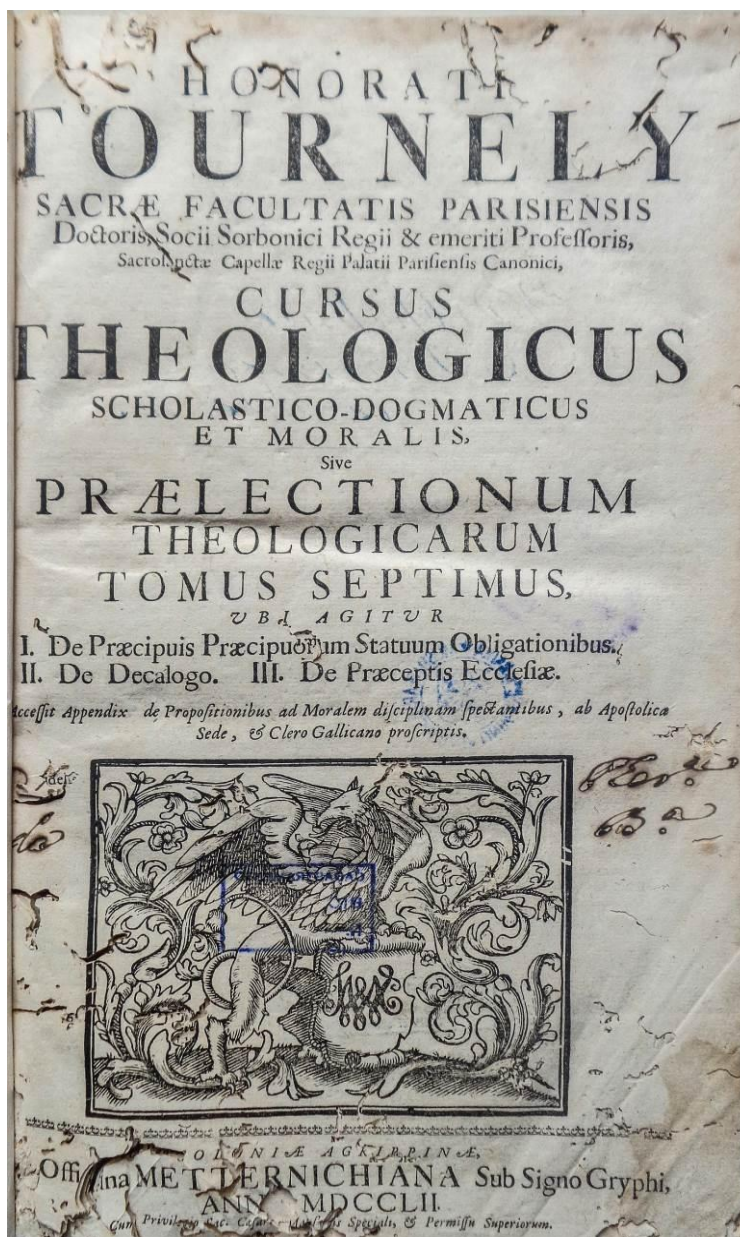 HONORATI
TOURNELY
SACRÆ FACULTATIS PARISIENSIS
Doctoris, Socii Sorbonici Regii & emeriti Professoris,
Sacrosanctæ Capellæ Regii Palatii Parisiensis Canonici,
CURSUS
THEOLOGICUS
SCHOLASTICO-DOGMATICUS
ET MORALIS,
Sive
PRÆLECTIONUM
THEOLOGICARUM
TOMUS SEPTIMUS,
UBI AGITUR
I. De Præcipuis Præcipuorum Statuum Obligationibus.
II. De Decalogo. III. De Præceptis Ecclesiæ.
Accessit Appendix de Propositionibus ad Moralem disciplinam spectantibus, ab Apostolica
Sede, & Clero Gallicano proscriptis.
COLONIÆ AGRIPPINÆ,
Officina METTERNICHIANA Sub Signo Gryphi,
ANNO MDCCLII.
Cum Privilegio Sac. Cæsar. Majestatis Speciali, & Permissu Superiorum.